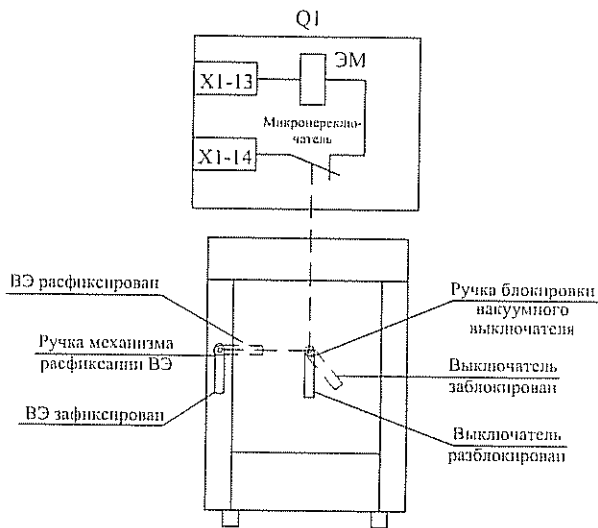 Q1
ЭМ
X1-13
Микропереклю-
чатель
X1-14
ВЭ расфиксирован
Ручка механизма
расфиксации ВЭ
ВЭ зафиксирован
Ручка блокировки
вакуумного
выключателя
Выключатель
заблокирован
Выключатель
разблокирован